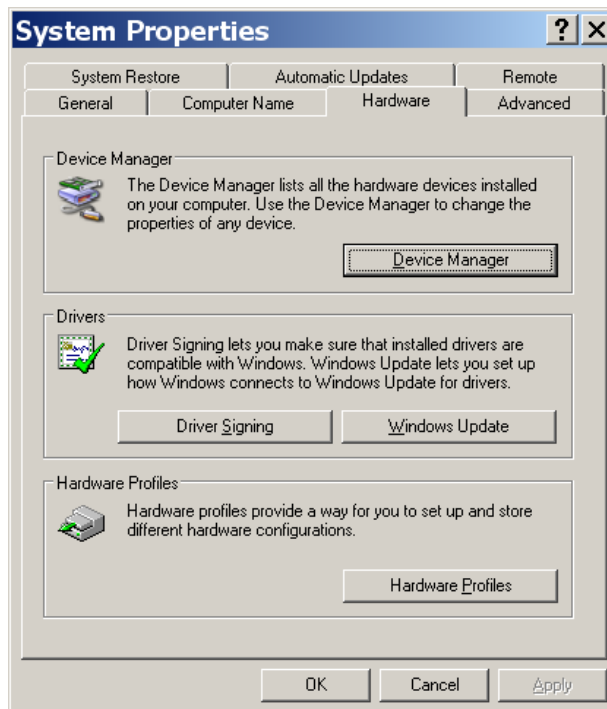 System Properties
System Restore
Automatic Updates
Remote
General
Computer Name
Hardware
Advanced
Device Manager
The Device Manager lists all the hardware devices installed
on your computer. Use the Device Manager to change the
properties of any device.
Device Manager
Drivers
Driver Signing lets you make sure that installed drivers are
compatible with Windows. Windows Update lets you set up
how Windows connects to Windows Update for drivers.
Driver Signing
Windows Update
Hardware Profiles
Hardware profiles provide a way for you to set up and store
different hardware configurations.
Hardware Profiles
OK
Cancel
Apply